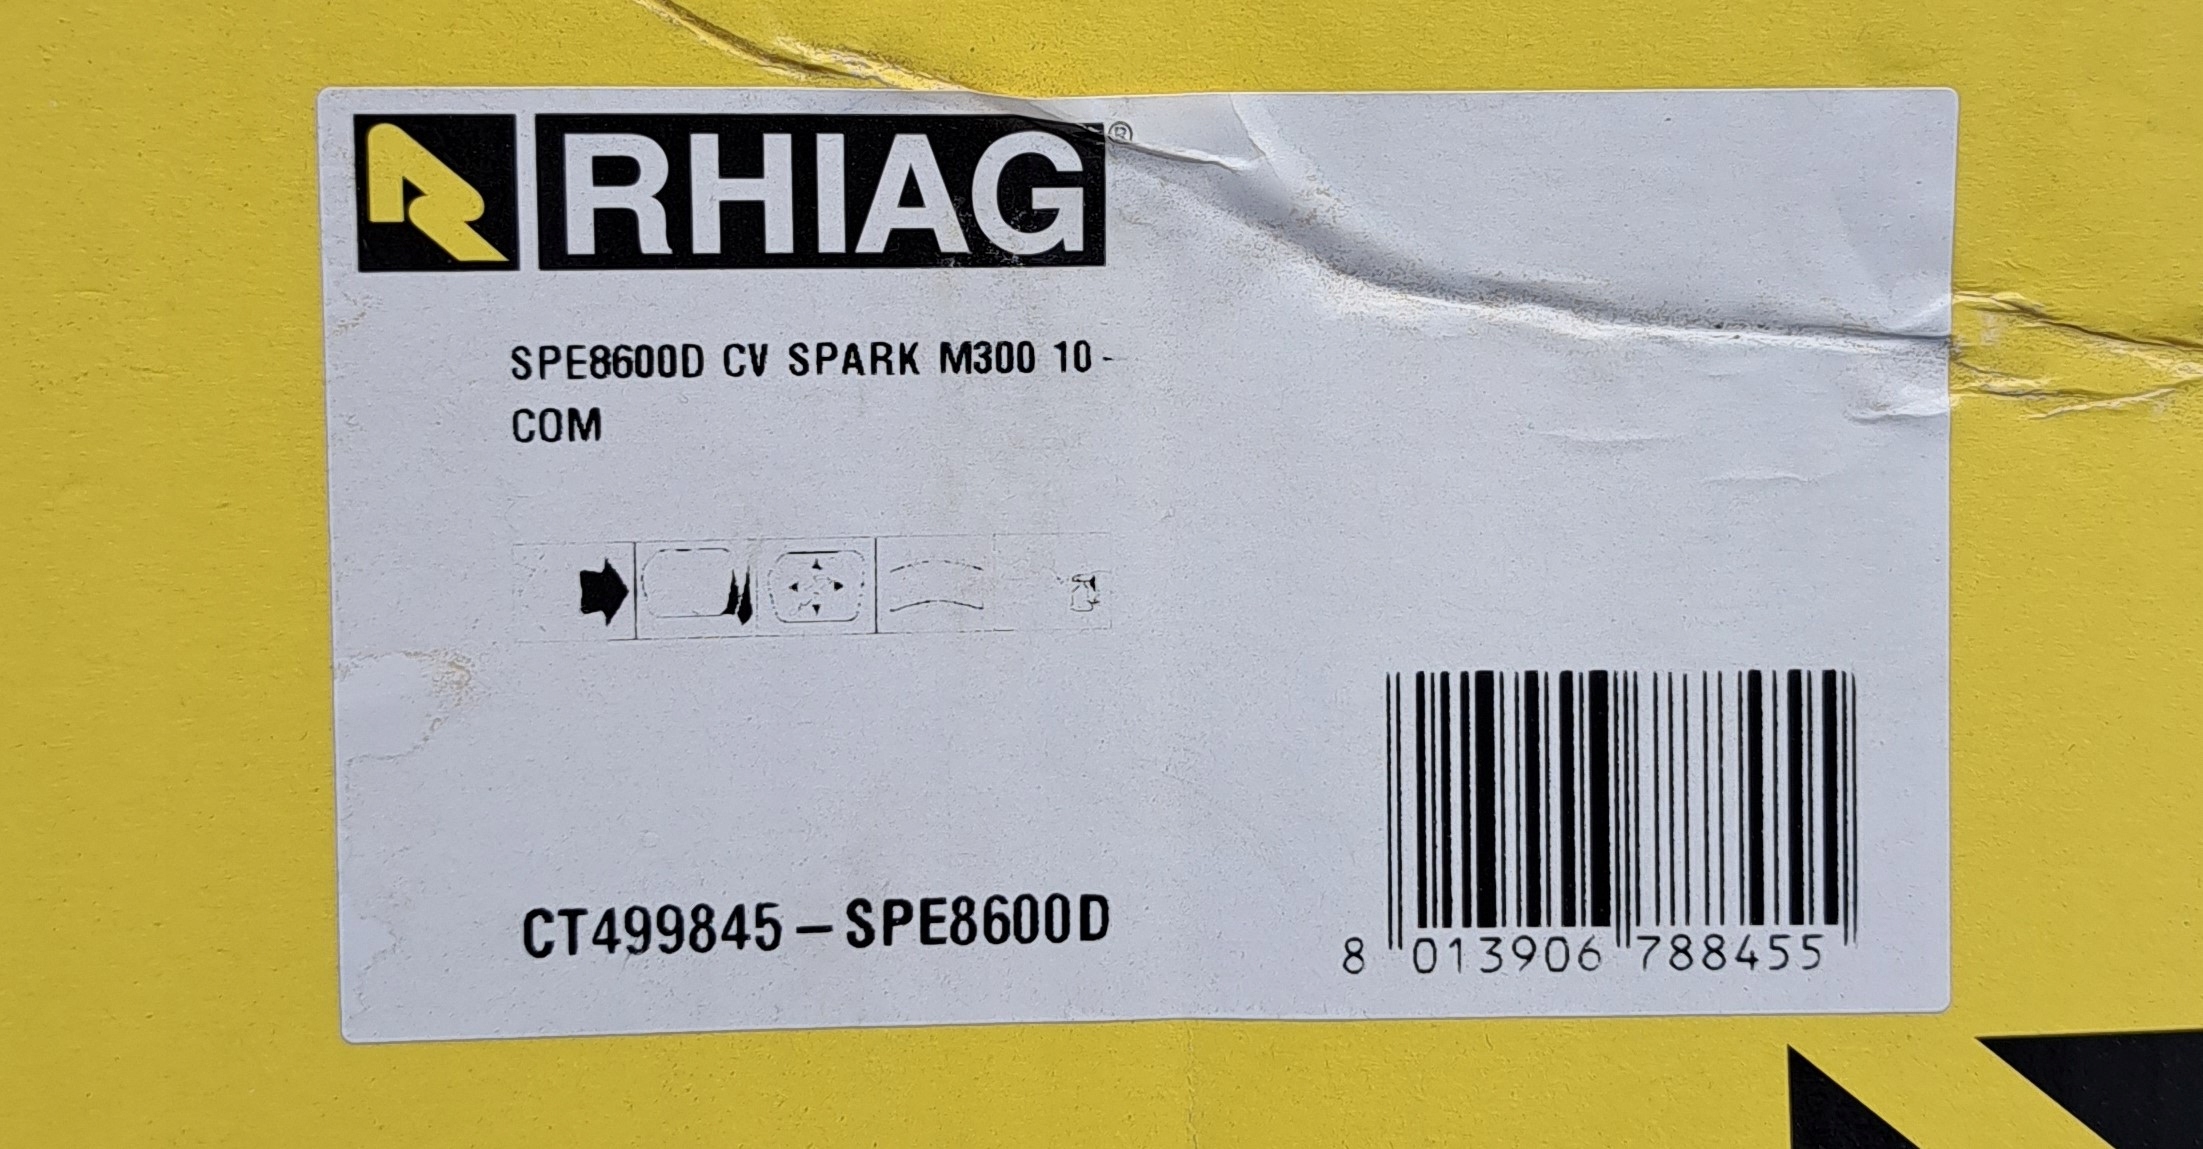 RHIAG®
SPE8600D CV SPARK M300 10-
COM
CT499845-SPE8600D
8 013906 788455